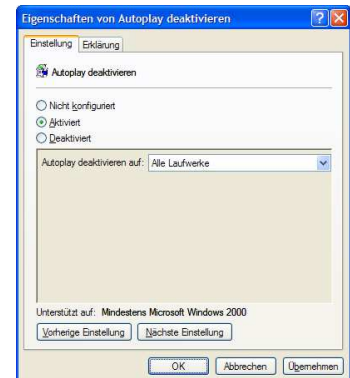 Eigenschaften von Autoplay deaktivieren
Einstellung Erklärung
Autoplay deaktivieren
Nicht konfiguriert
Aktiviert
Deaktiviert
Autoplay deaktivieren auf: Alle Laufwerke
Unterstützt auf: Mindestens Microsoft Windows 2000
Vorherige Einstellung Nächste Einstellung
OK Abbrechen Übernehmen